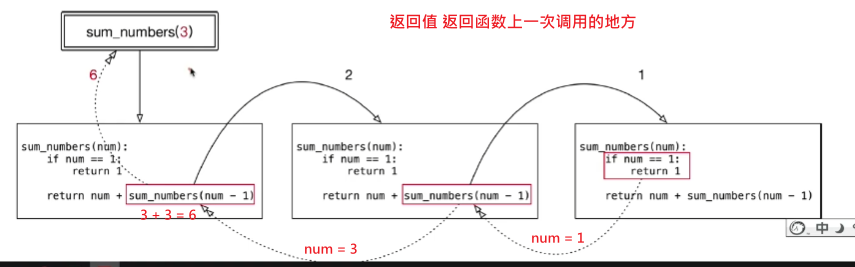 返回值 返回函数上一次调用的地方
sum_numbers(3)
6
2
1
sum_numbers(num):
if num == 1:
return 1
return num + sum_numbers(num - 1)
3 + 3 = 6
sum_numbers(num):
if num == 1:
return 1
return num + sum_numbers(num - 1)
sum_numbers(num):
if num == 1:
return 1
return num + sum_numbers(num - 1)
num = 3
num = 1
中